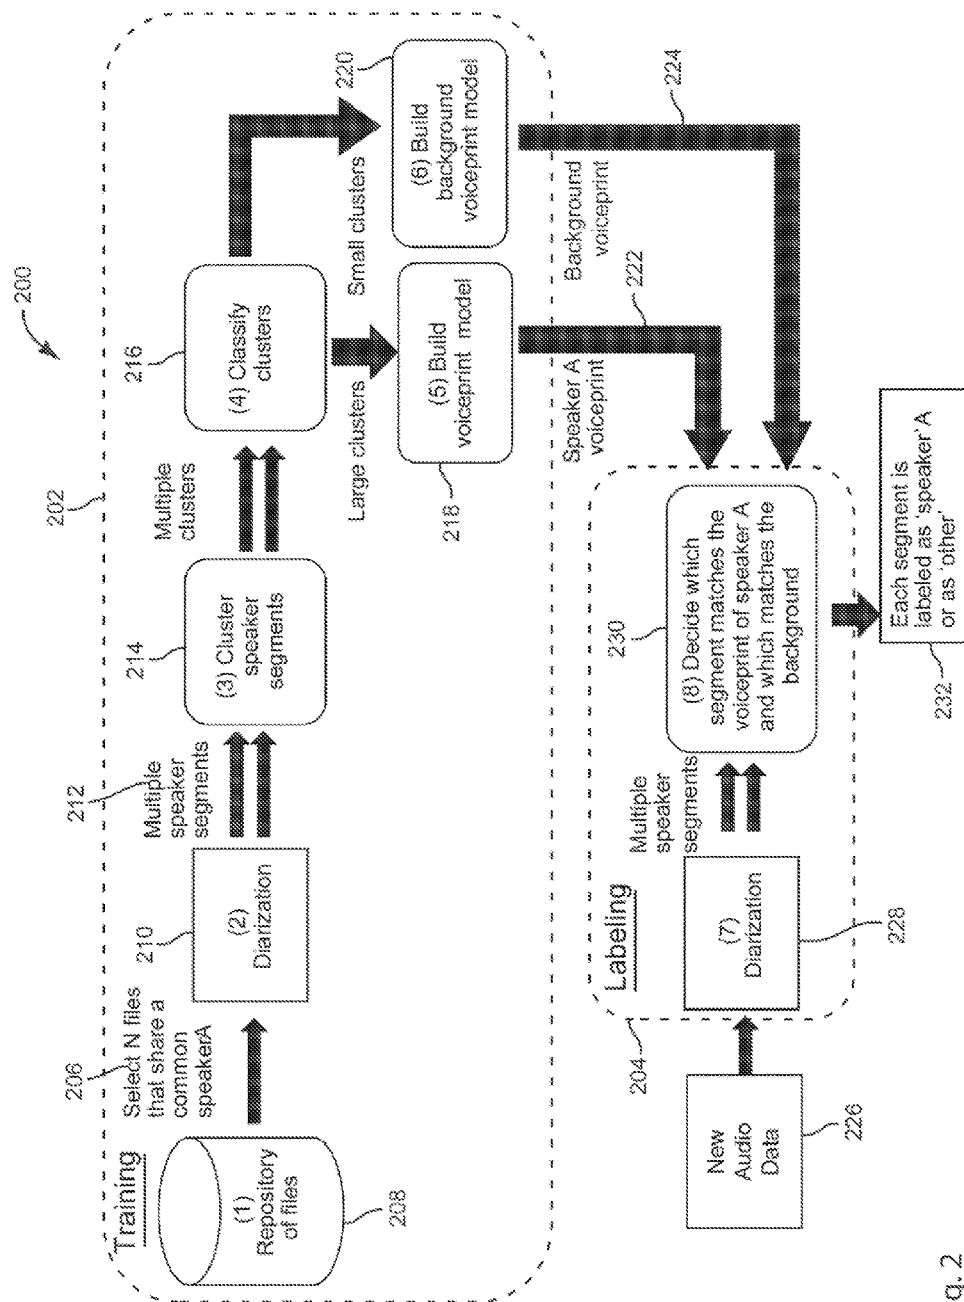 200
202
Training
(1)
Repository
of files
208
206
Select N files
that share a
common
speakerA
210
(2)
Diarization
212
Multiple
speaker
segments
214
(3) Cluster
speaker
segments
Multiple
clusters
216
(4) Classify
clusters
Large clusters
Small clusters
218
(5) Build
voiceprint model
220
(6) Build
background
voiceprint model
Speaker A
voiceprint
222
Background
voiceprint
224
204
Labeling
New
Audio
Data
226
(7)
Diarization
228
Multiple
speaker
segments
230
(8) Decide which
segment matches the
voiceprint of speaker A
and which matches the
background
Each segment is
labeled as 'speaker' A
or as 'other'
232
g. 2